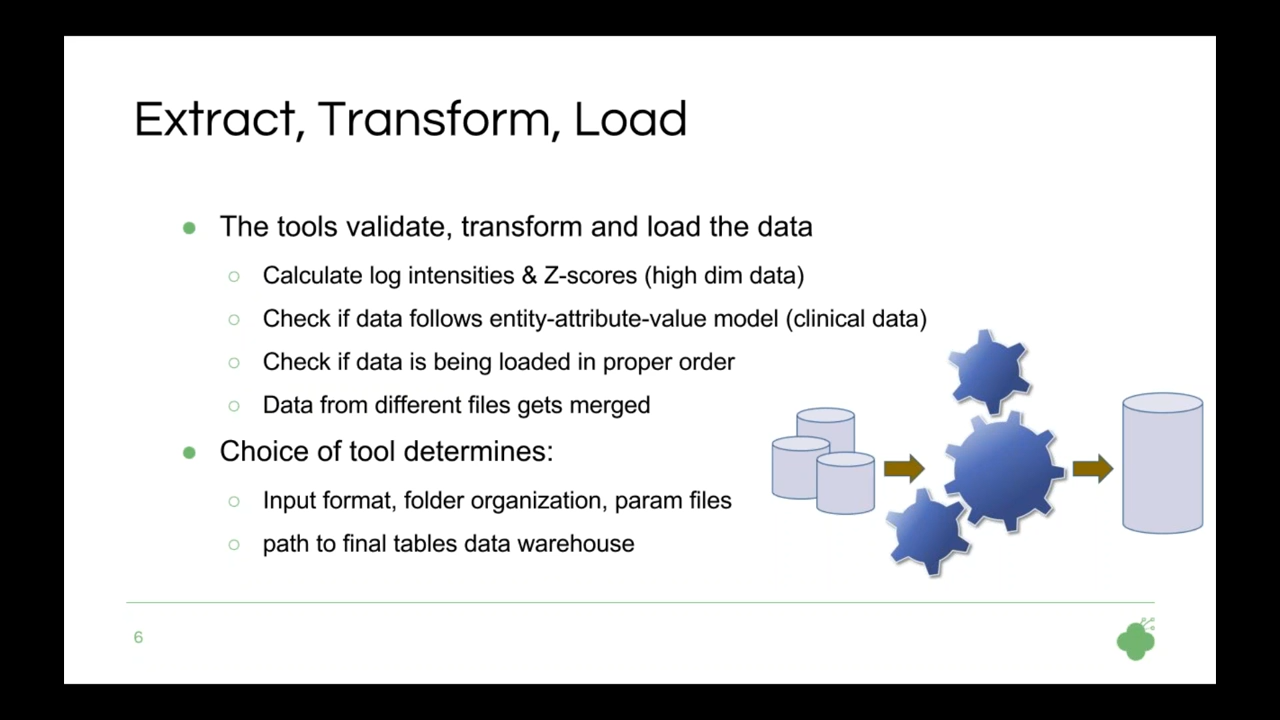 Extract, Transform, Load
● The tools validate, transform and load the data
○ Calculate log intensities & Z-scores (high dim data)
○ Check if data follows entity-attribute-value model (clinical data)
○ Check if data is being loaded in proper order
○ Data from different files gets merged
● Choice of tool determines:
○ Input format, folder organization, param files
○ path to final tables data warehouse
6